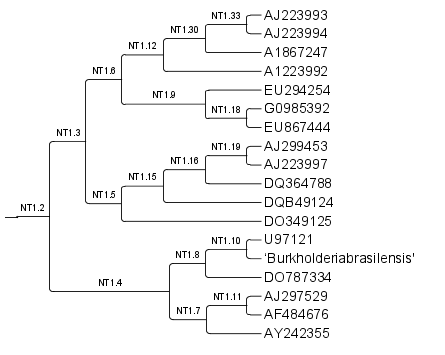 NT1.33
AJ223993
NT1.30
AJ223994
NT1.12
A1867247
NT1.6
A1223992
EU294254
NT1.9
G0985392
NT1.18
EU867444
NT1.3
NT1.19
AJ299453
NT1.16
AJ223997
NT1.15
DQ364788
NT1.5
DQB49124
DO349125
NT1.2
NT1.10
U97121
NT1.8
'Burkholderiabrasilensis'
DO787334
NT1.4
NT1.11
AJ297529
NT1.7
AF484676
AY242355